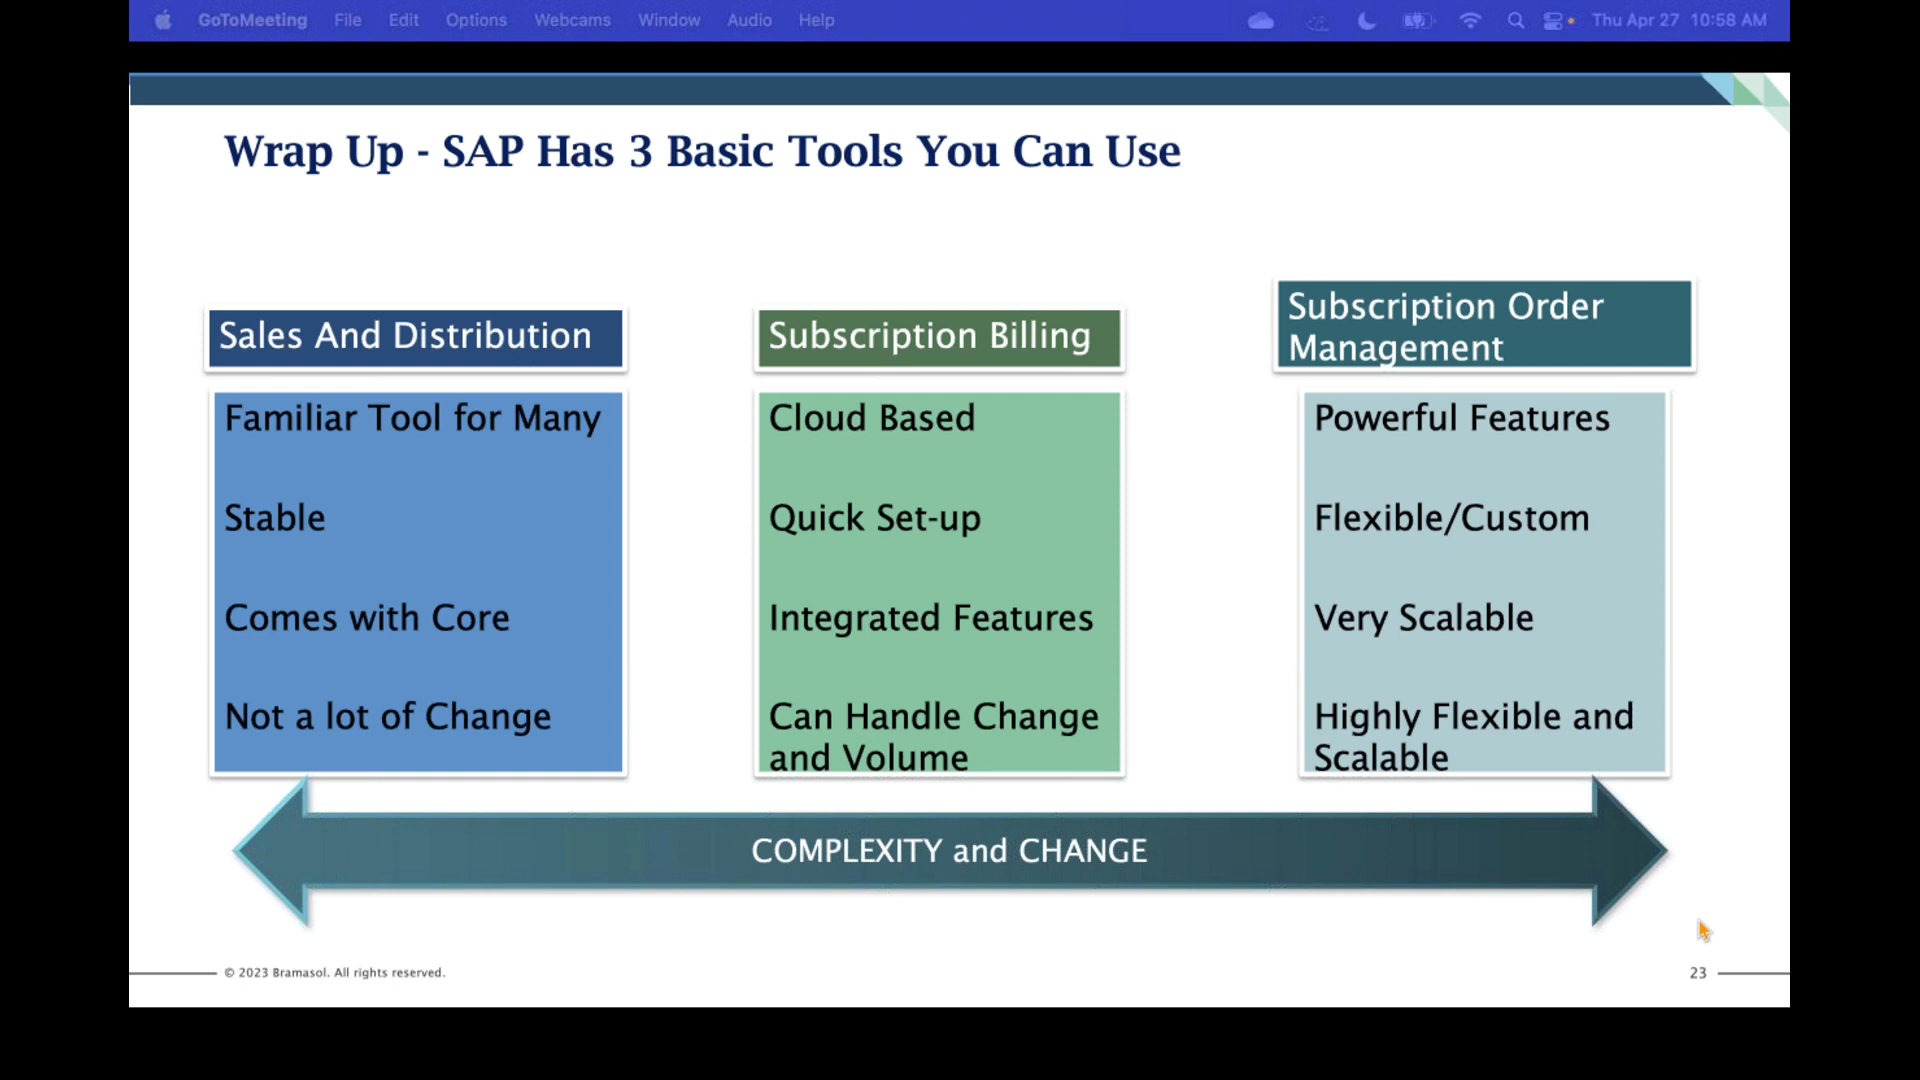 GoToMeeting File Edit Options Webcams Window Audio Help Thu Apr 27 10:58 AM
Wrap Up - SAP Has 3 Basic Tools You Can Use
Sales And Distribution
Familiar Tool for Many
Stable
Comes with Core
Not a lot of Change
Subscription Billing
Cloud Based
Quick Set-up
Integrated Features
Can Handle Change
and Volume
Subscription Order
Management
Powerful Features
Flexible/Custom
Very Scalable
Highly Flexible and
Scalable
COMPLEXITY and CHANGE
© 2023 Bramasol. All rights reserved.
23